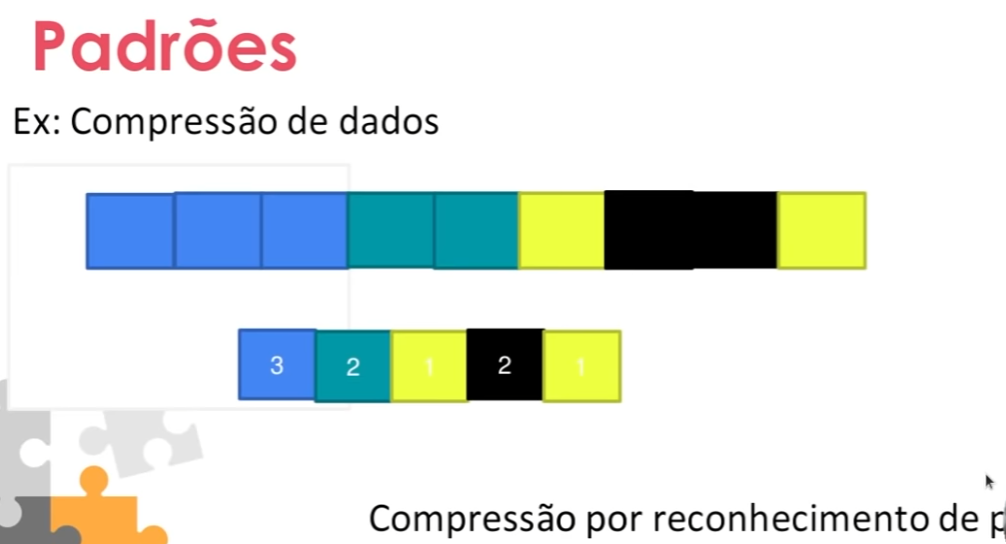 Padrões
Ex: Compressão de dados
3 2 1 2 1
Compressão por reconhecimento de